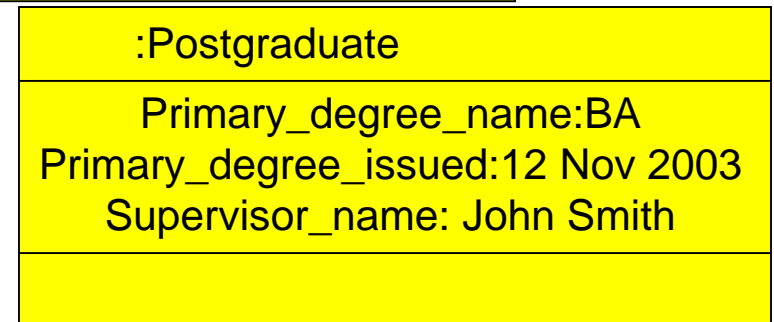 :Postgraduate
Primary_degree_name:BA
Primary_degree_issued:12 Nov 2003
Supervisor_name: John Smith